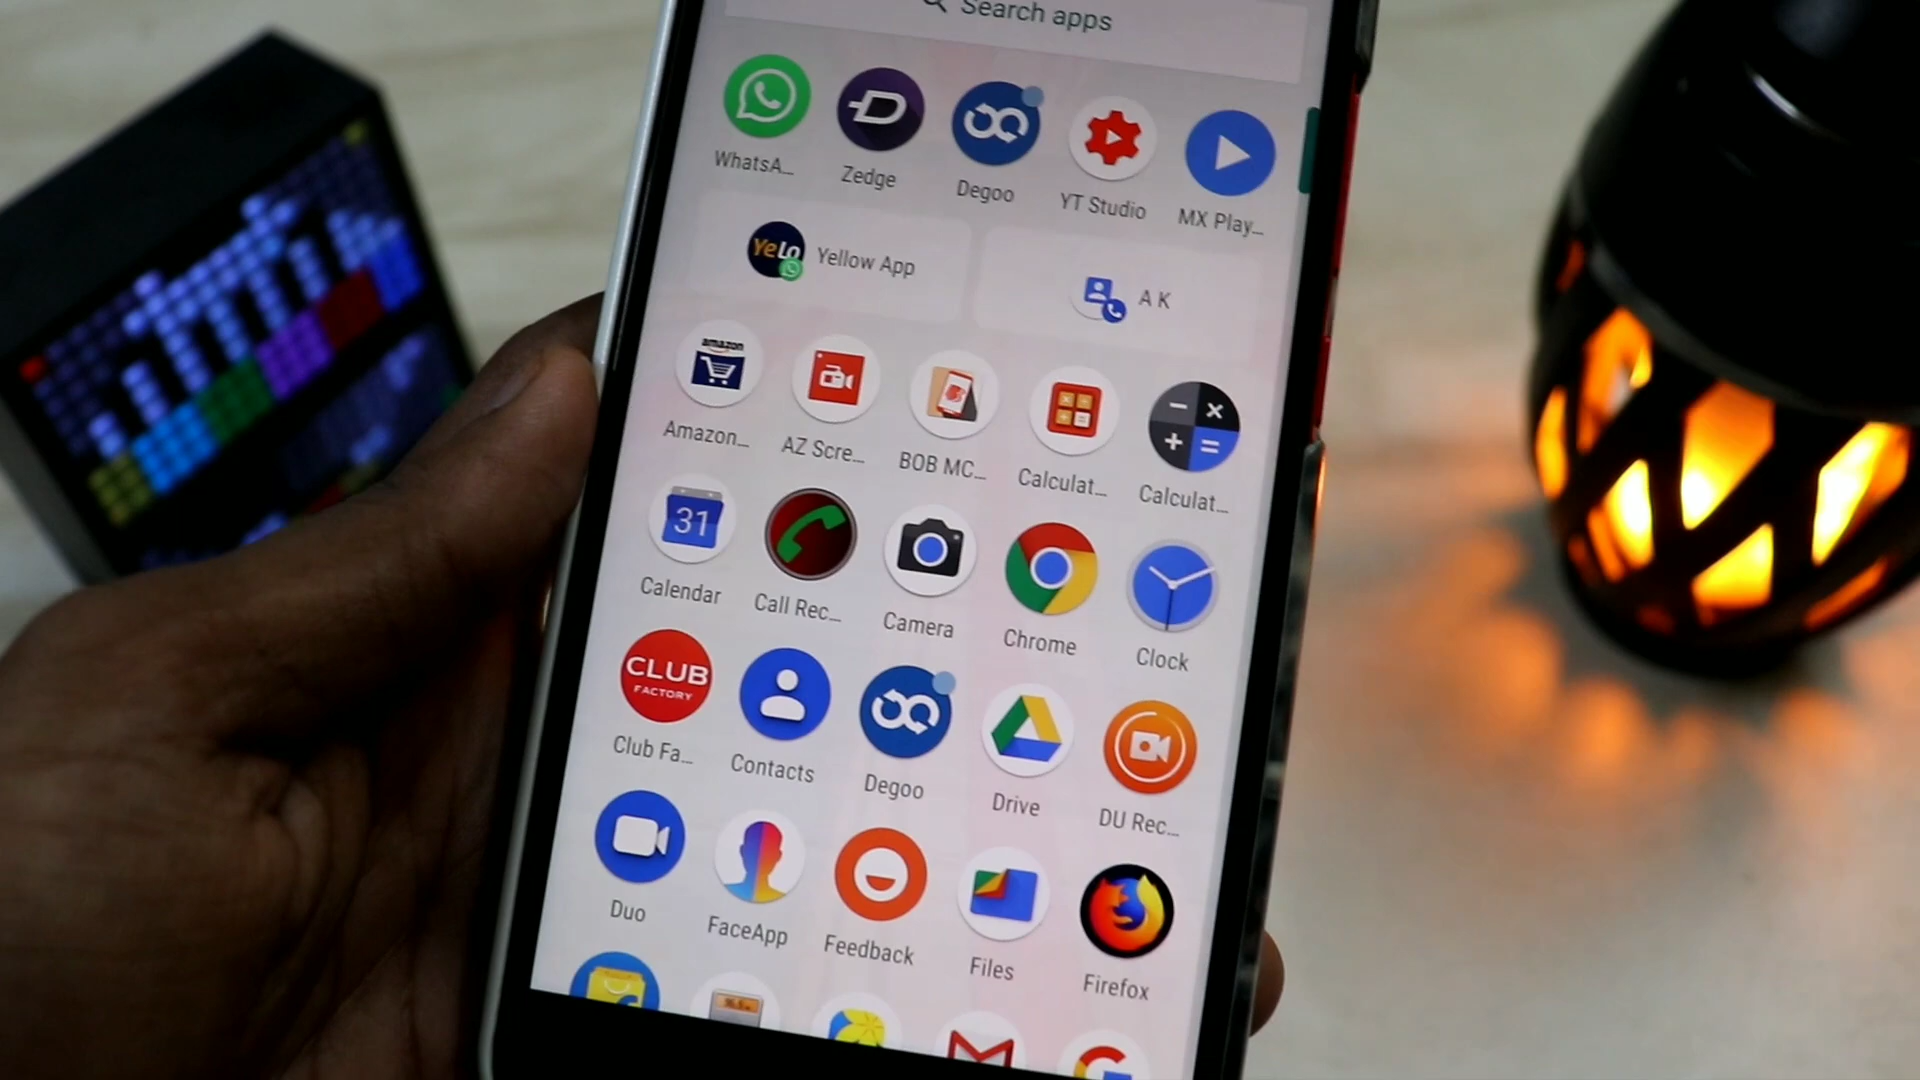 Search apps
WhatsA...
Zedge
Degoo
YT Studio
MX Play...
YeLo
Yellow App
A K
amazon
Amazon...
AZ Scre...
BOB MC...
Calculat...
Calculat...
31
Calendar
Call Rec...
Camera
Chrome
Clock
CLUB
FACTORY
Club Fa...
Contacts
Degoo
Drive
DU Rec...
Duo
FaceApp
Feedback
Files
Firefox